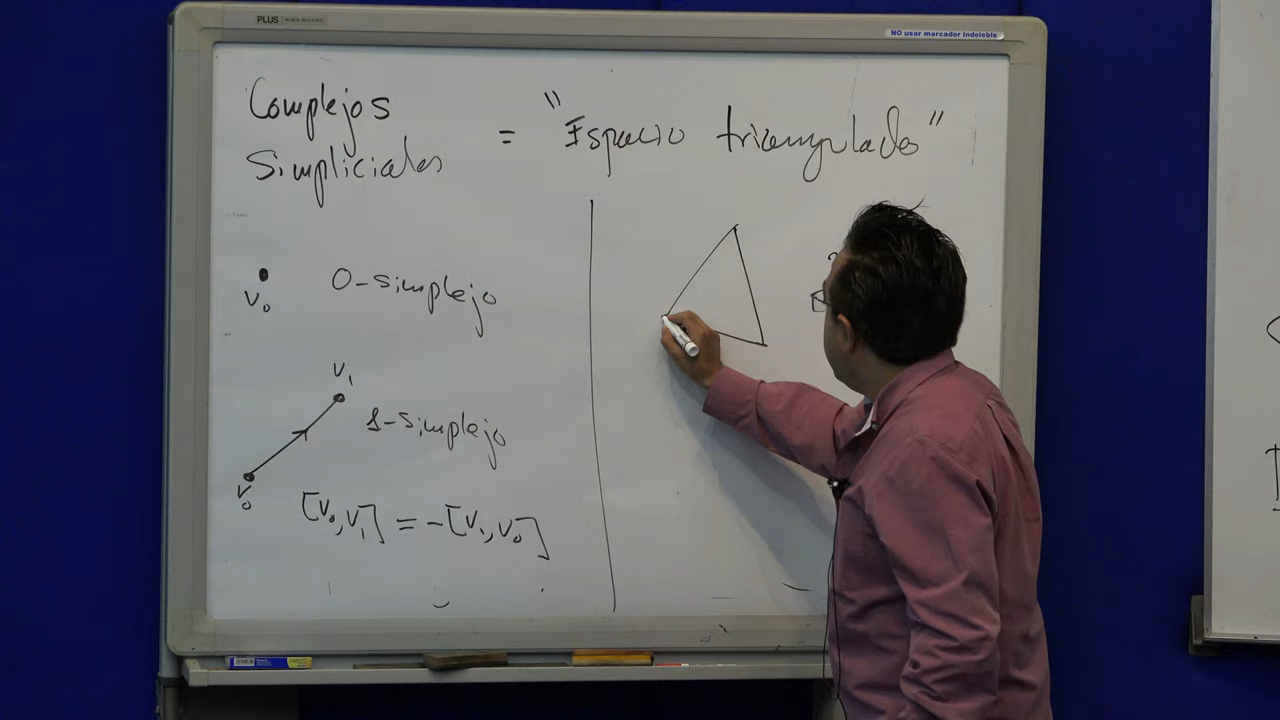 PLUS
NO usar marcador indeleble
Complejos
Simpliciales
= "Espacio triangulado"
V₀
0-simplejo
V₁
1-simplejo
V₀
[V₀,V₁] = -[V₁,V₀]